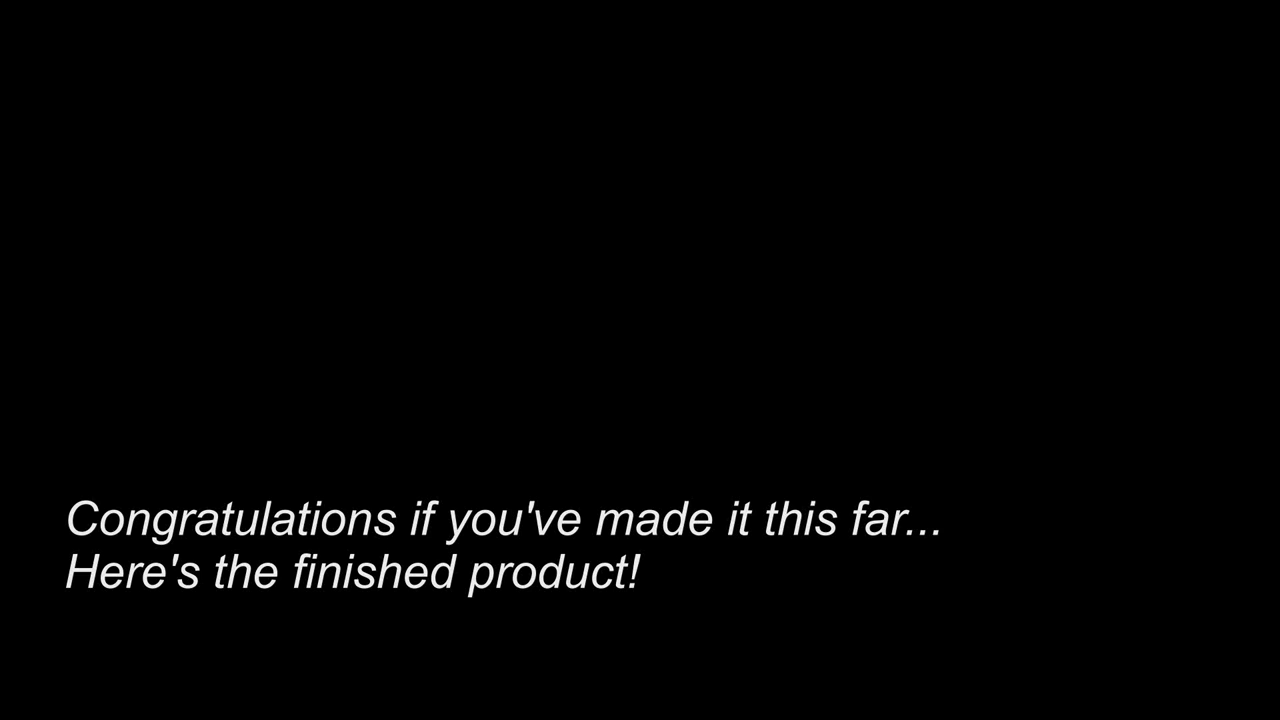 Congratulations if you've made it this far...
Here's the finished product!